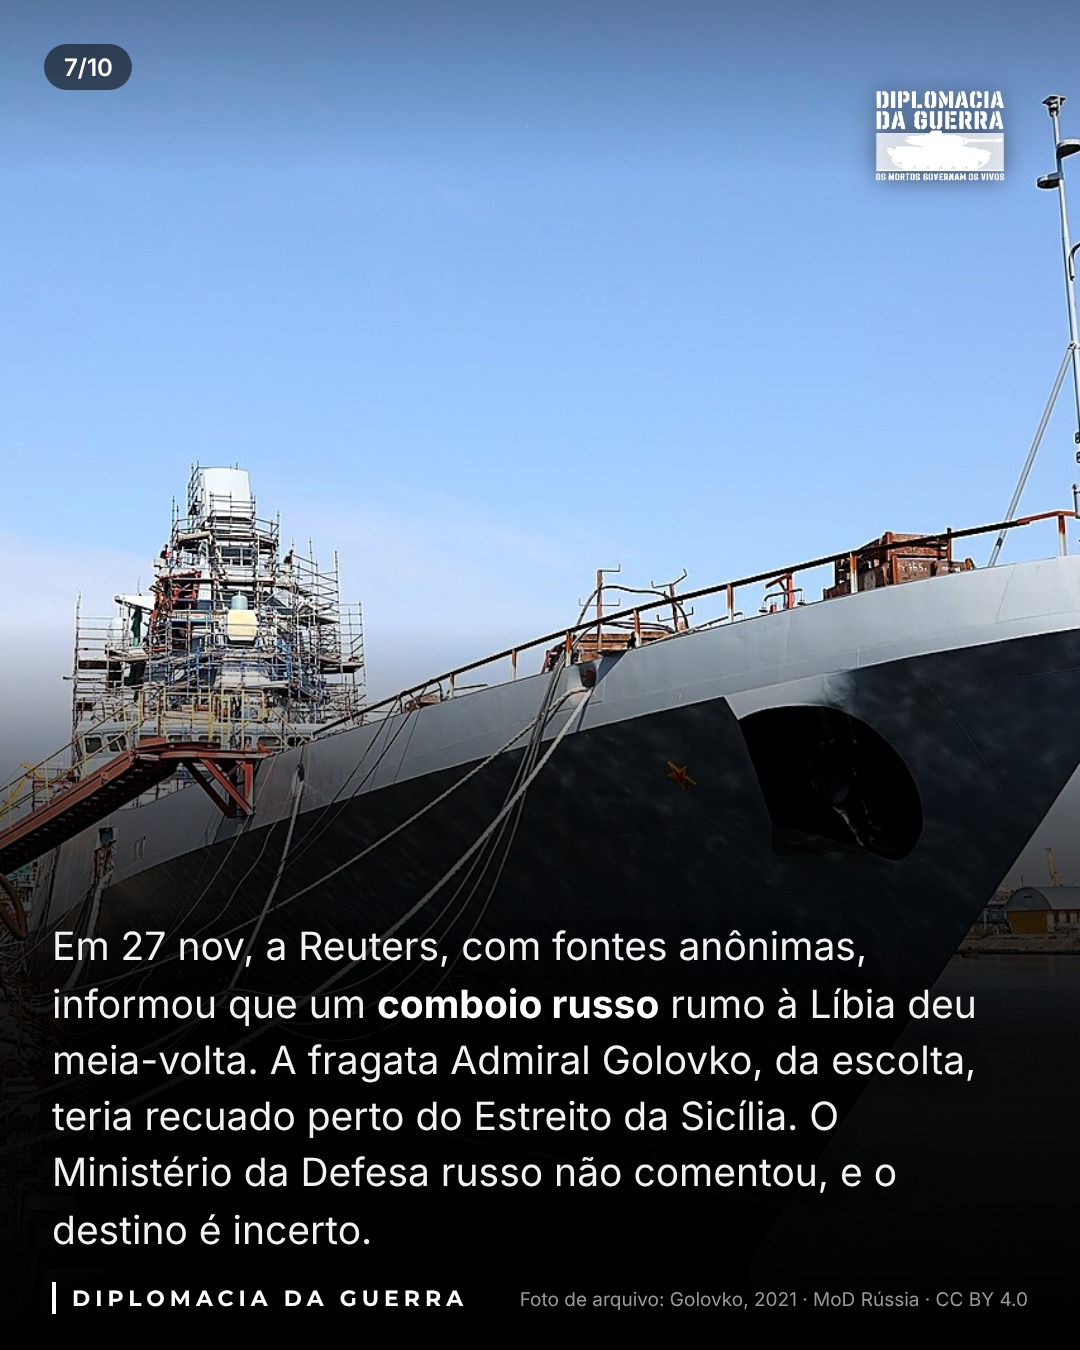 7/10
DIPLOMACIA
DA GUERRA
OS MORTOS GOVERNAM OS VIVOS
Em 27 nov, a Reuters, com fontes anônimas,
informou que um comboio russo rumo à Líbia deu
meia-volta. A fragata Admiral Golovko, da escolta,
teria recuado perto do Estreito da Sicília. O
Ministério da Defesa russo não comentou, e o
destino é incerto.
DIPLOMACIA DA GUERRA
Foto de arquivo: Golovko, 2021 · MoD Rússia · CC BY 4.0